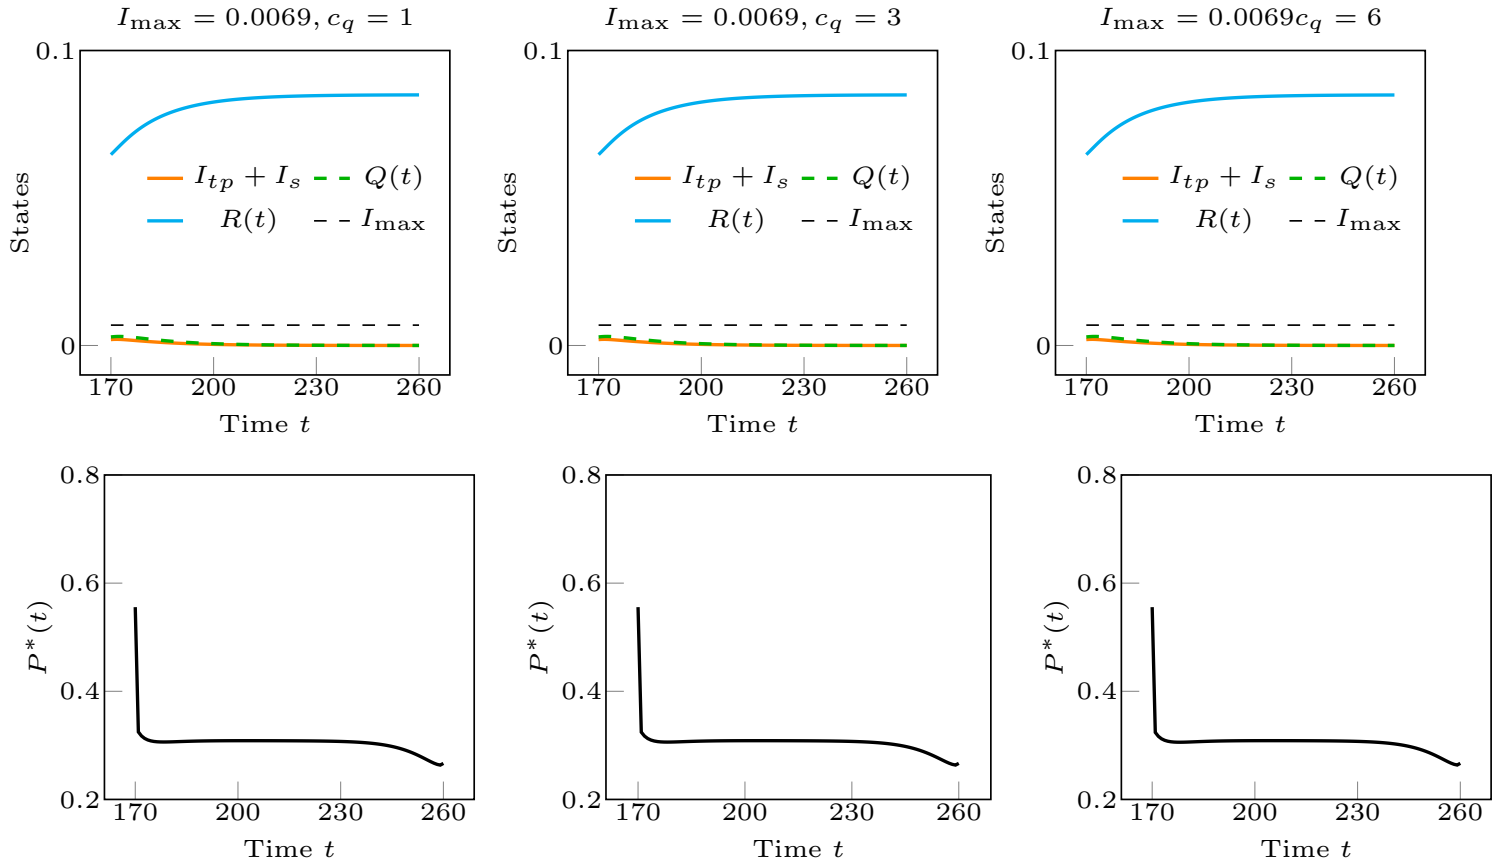 I_max = 0.0069, c_q = 1
0.1
0
States
I_tp + I_s Q(t)
R(t) I_max
170 200 230 260
Time t
I_max = 0.0069, c_q = 3
0.1
0
States
I_tp + I_s Q(t)
R(t) I_max
170 200 230 260
Time t
I_max = 0.0069c_q = 6
0.1
0
States
I_tp + I_s Q(t)
R(t) I_max
170 200 230 260
Time t
0.8
0.6
0.4
0.2
P*(t)
170 200 230 260
Time t
0.8
0.6
0.4
0.2
P*(t)
170 200 230 260
Time t
0.8
0.6
0.4
0.2
P*(t)
170 200 230 260
Time t